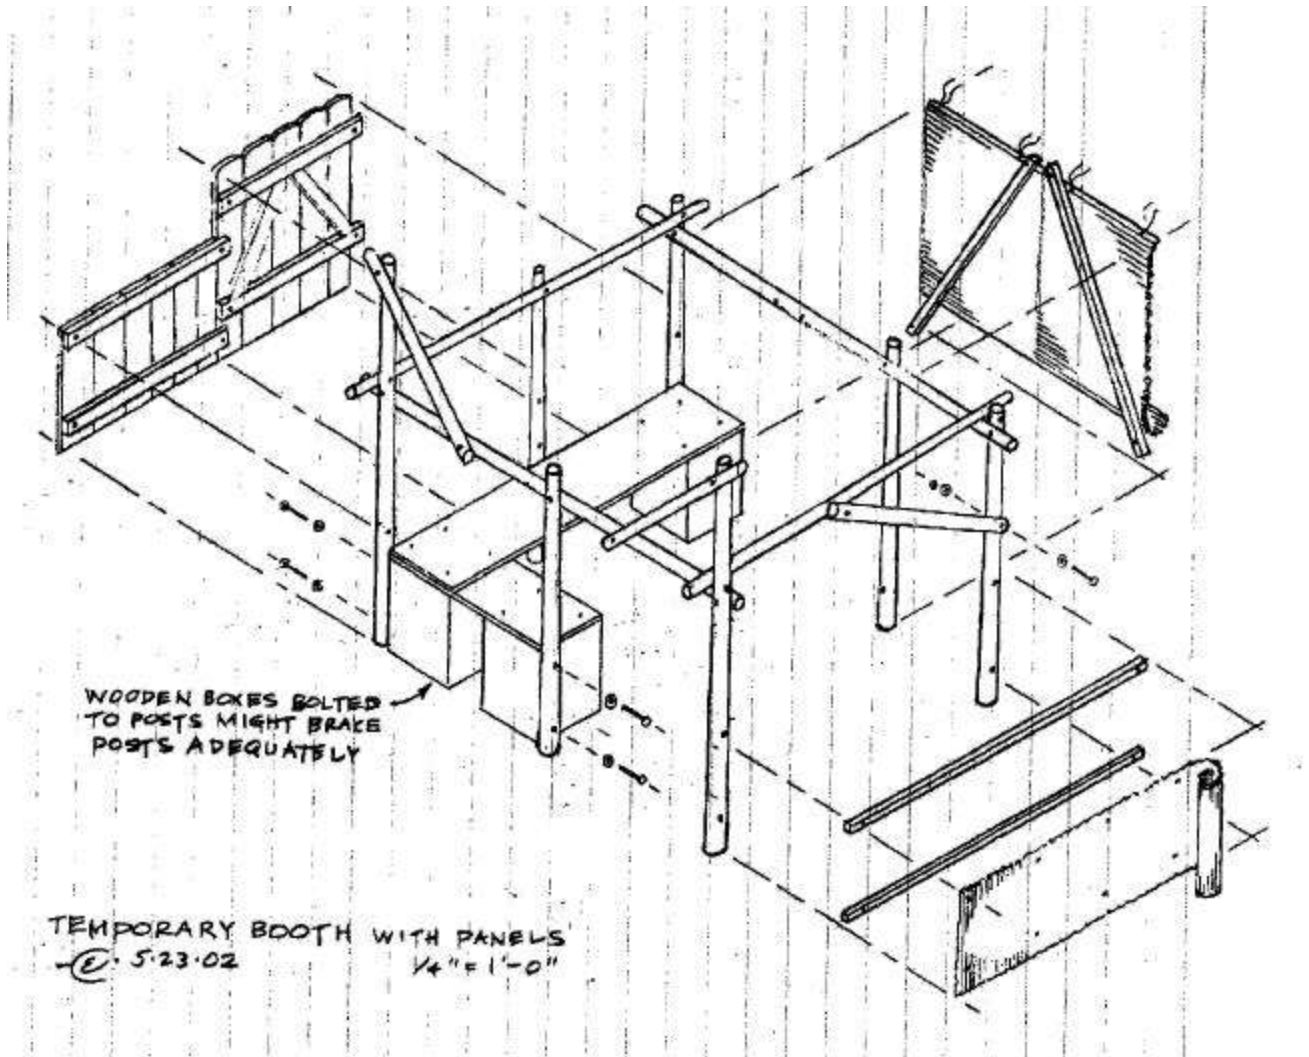 WOODEN BOXES BOLTED
TO POSTS MIGHT BRAKE
POSTS ADEQUATELY
TEMPORARY BOOTH WITH PANELS
E 5·23·02 1/4" = 1'-0"